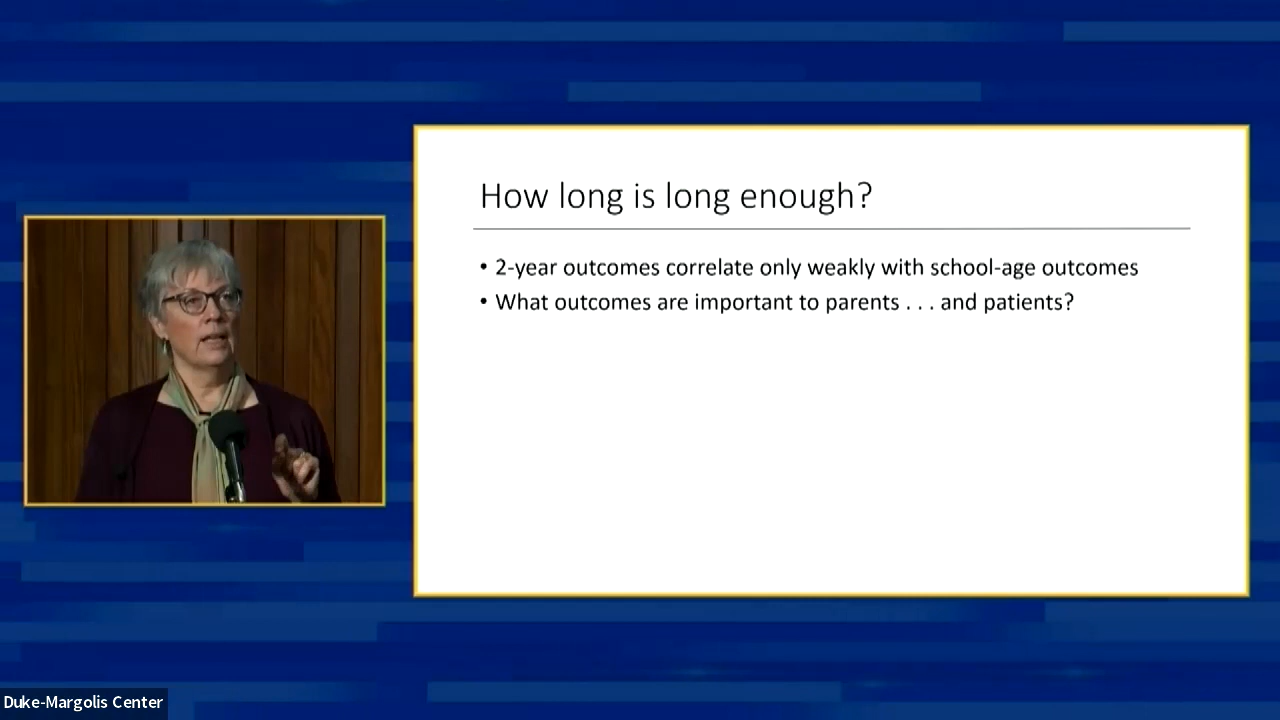 How long is long enough?
• 2-year outcomes correlate only weakly with school-age outcomes
• What outcomes are important to parents . . . and patients?
Duke-Margolis Center